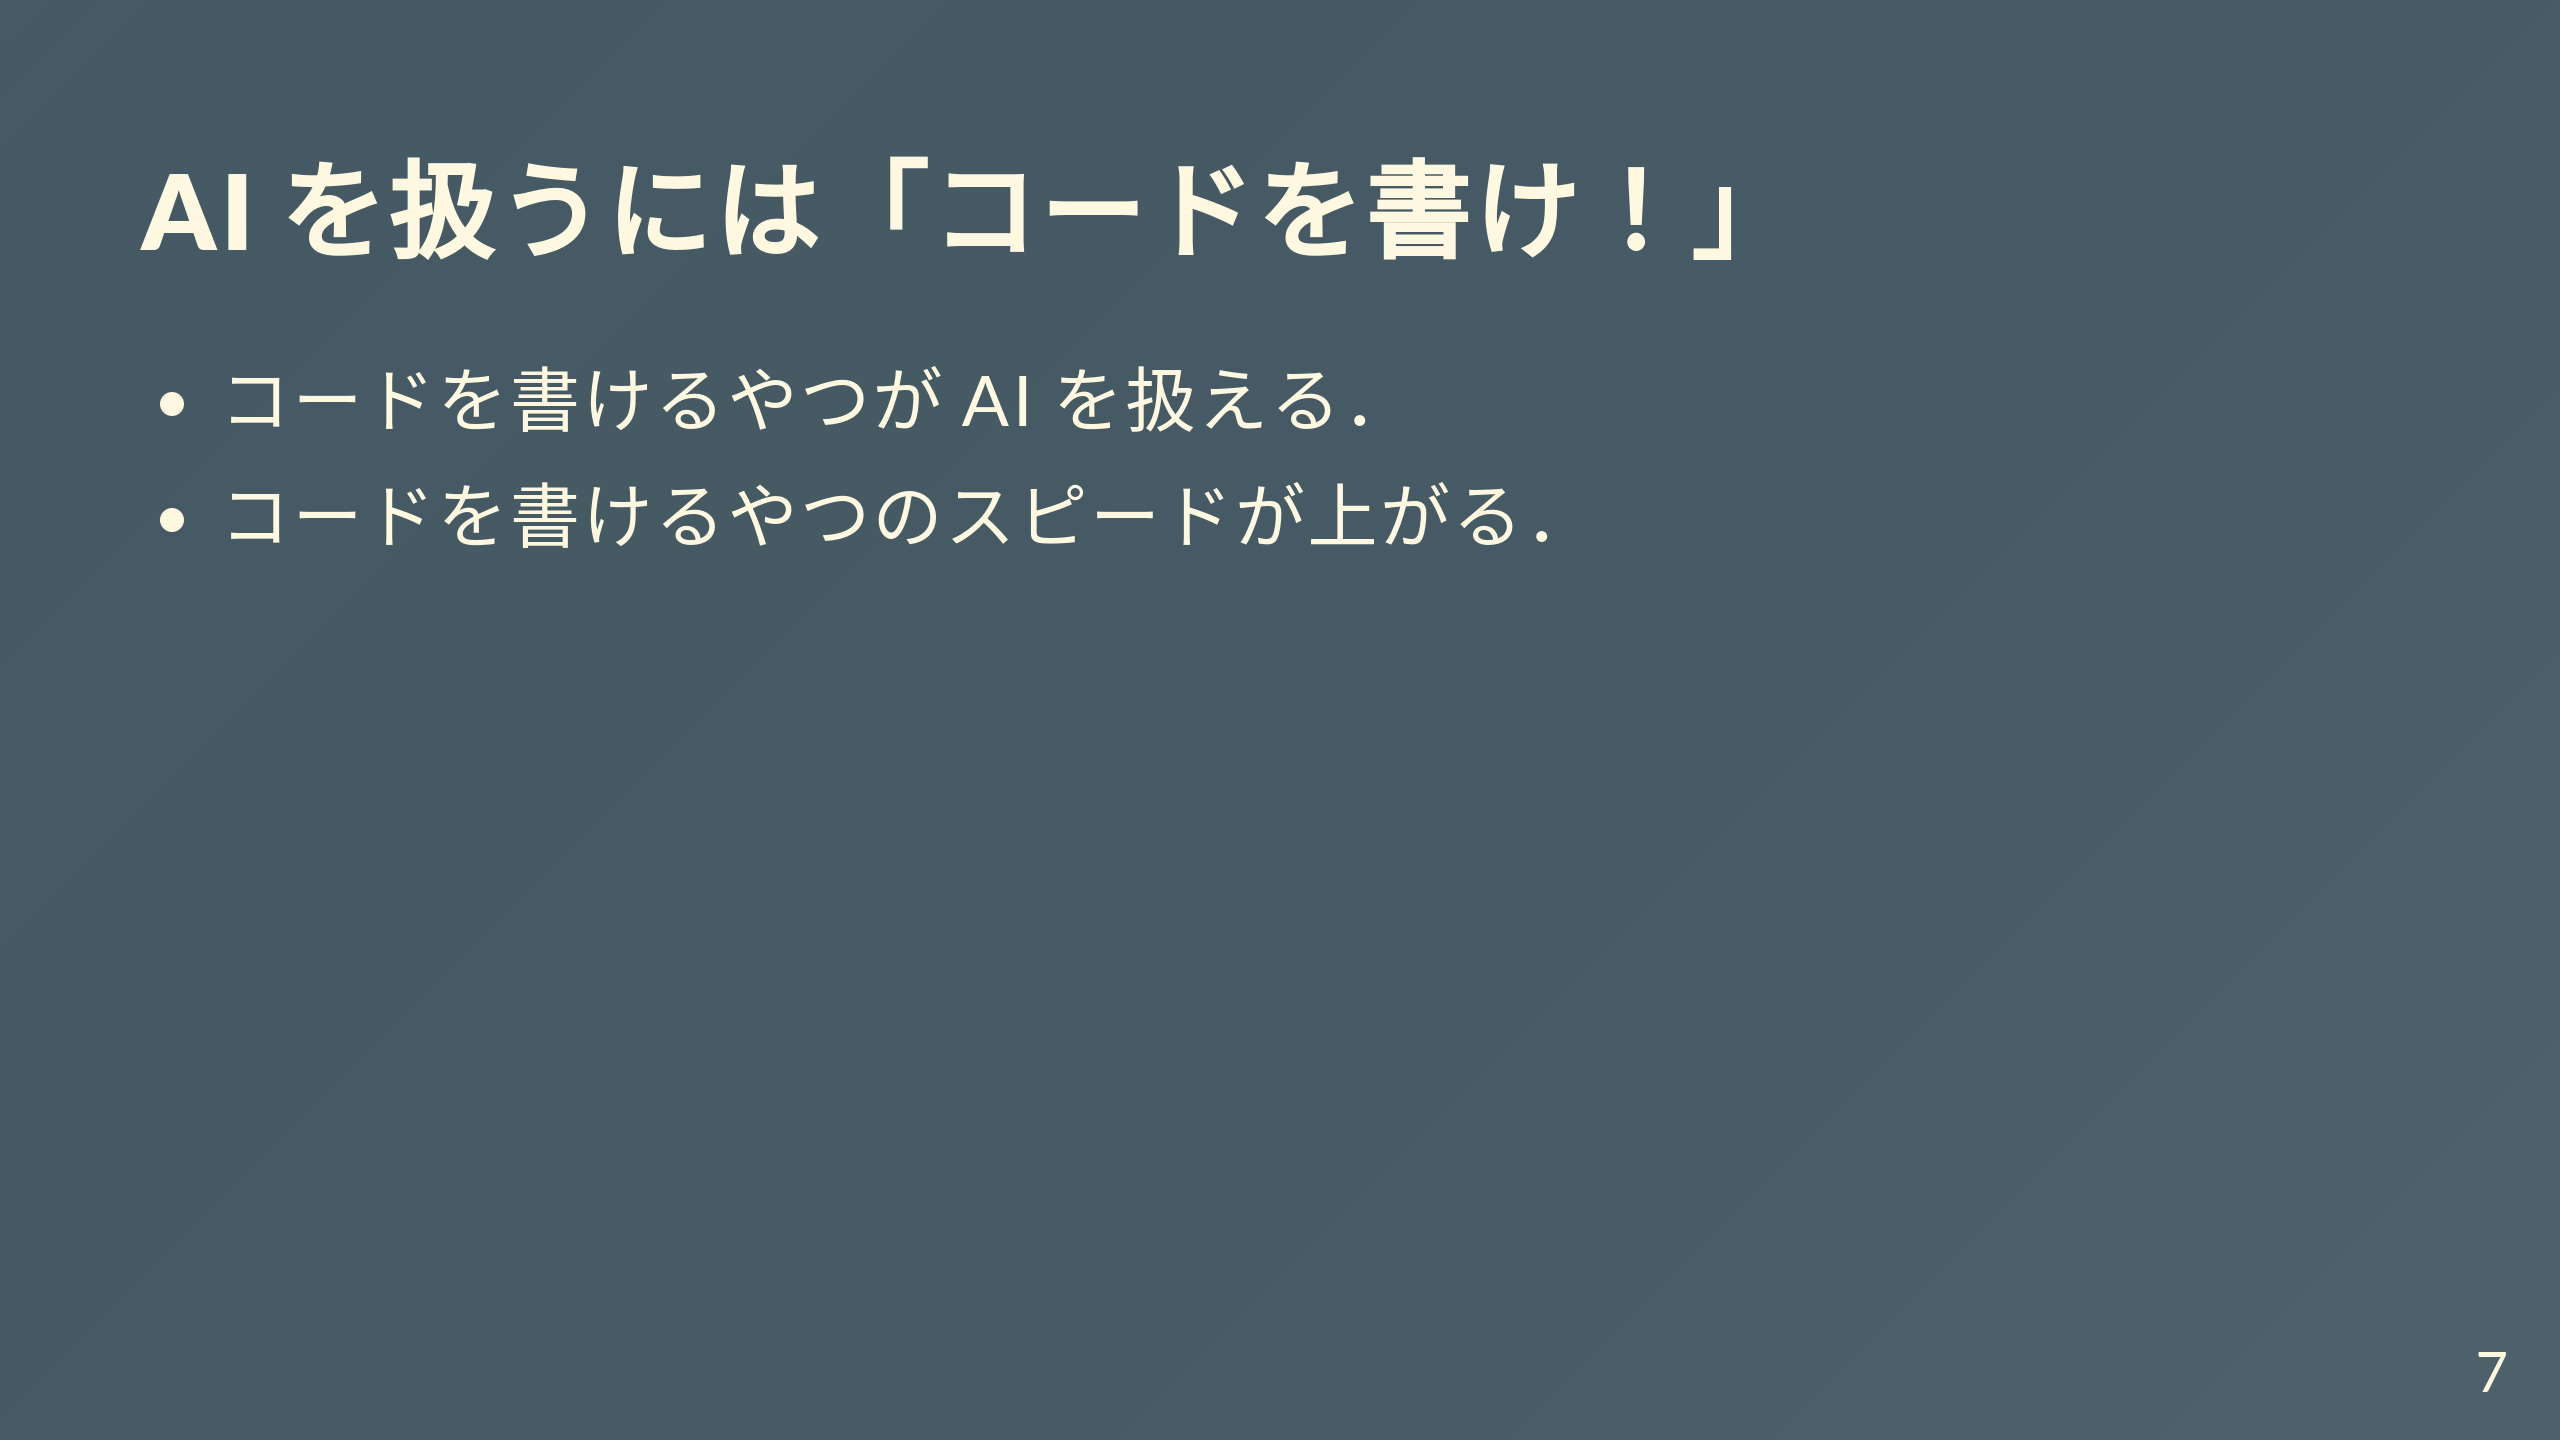 AI を扱うには「コードを書け！」
• コードを書けるやつが AI を扱える．
• コードを書けるやつのスピードが上がる．
7